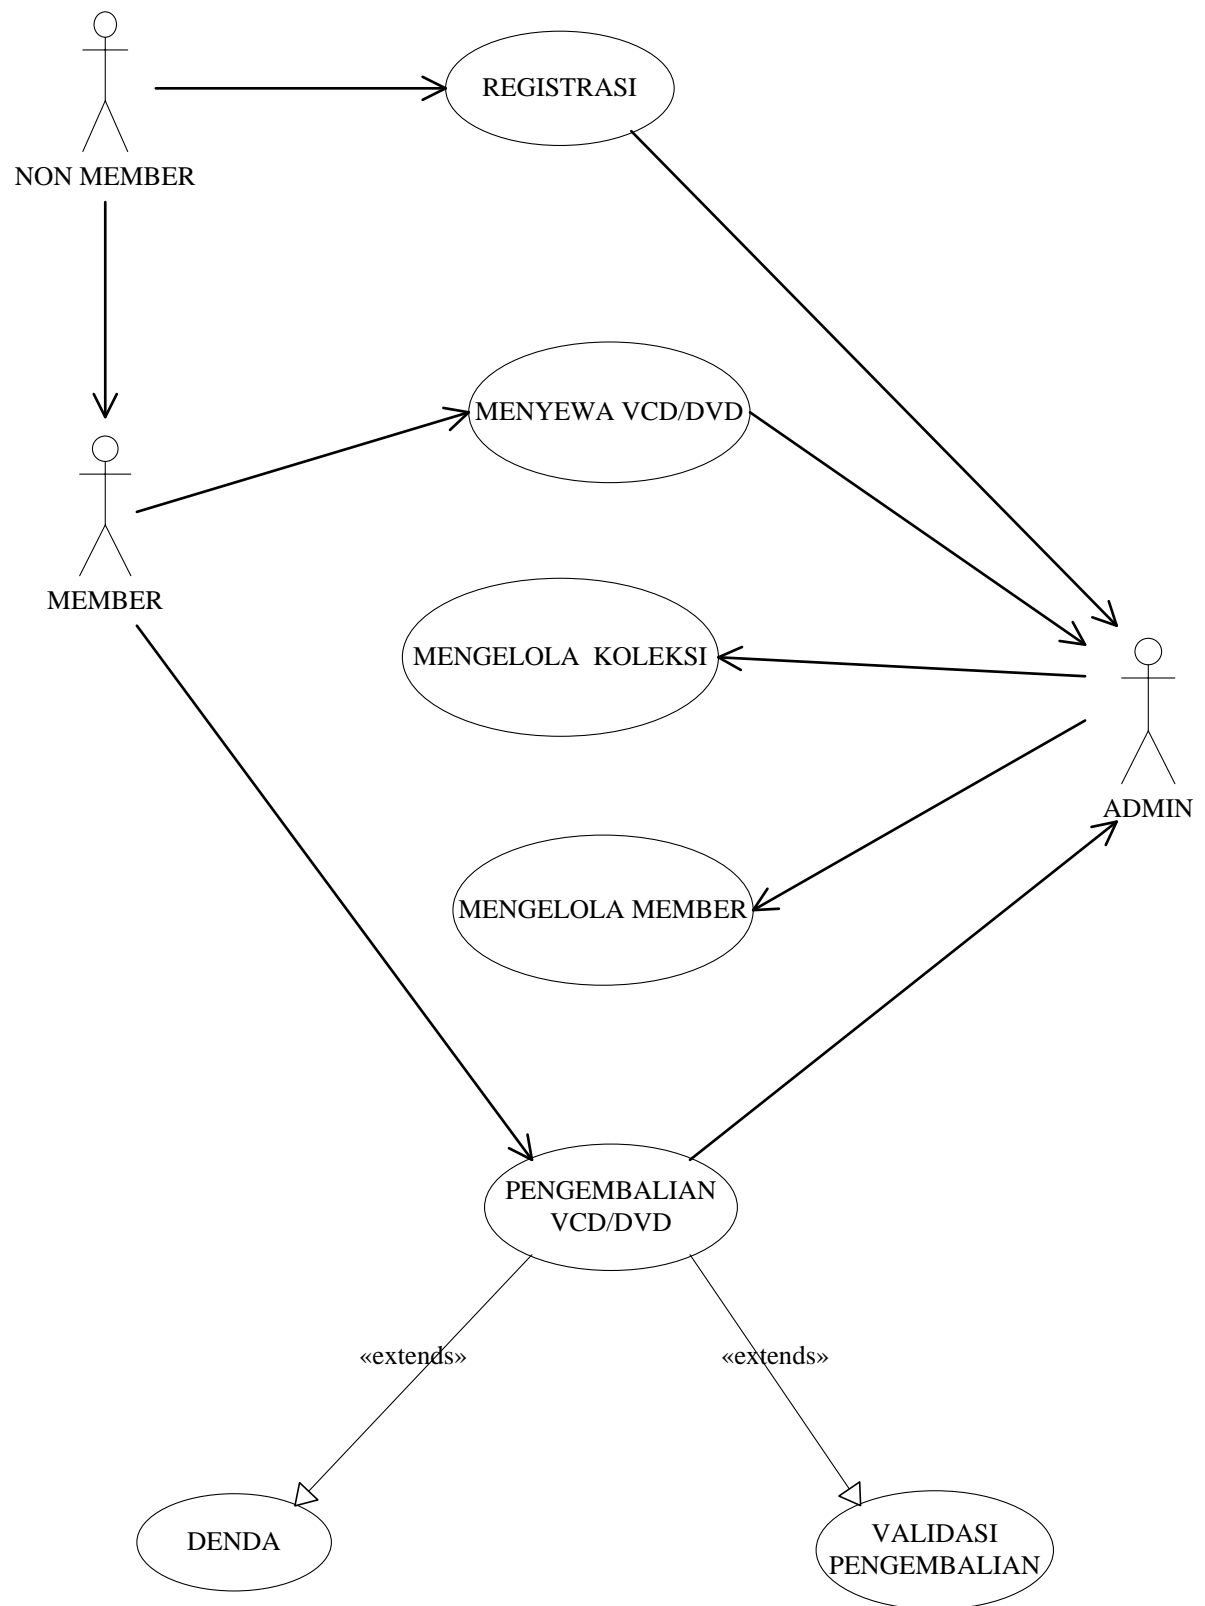 REGISTRASI
NON MEMBER
MENYEWA VCD/DVD
MEMBER
MENGELOLA KOLEKSI
ADMIN
MENGELOLA MEMBER
PENGEMBALIAN
VCD/DVD
«extends»
«extends»
DENDA
VALIDASI
PENGEMBALIAN